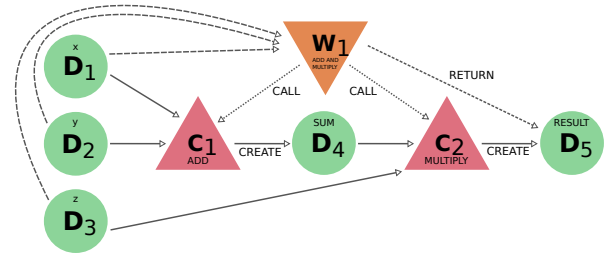 x
D1
y
D2
z
D3
W1
ADD AND
MULTIPLY
CALL
CALL
RETURN
C1
ADD
CREATE
SUM
D4
C2
MULTIPLY
CREATE
RESULT
D5